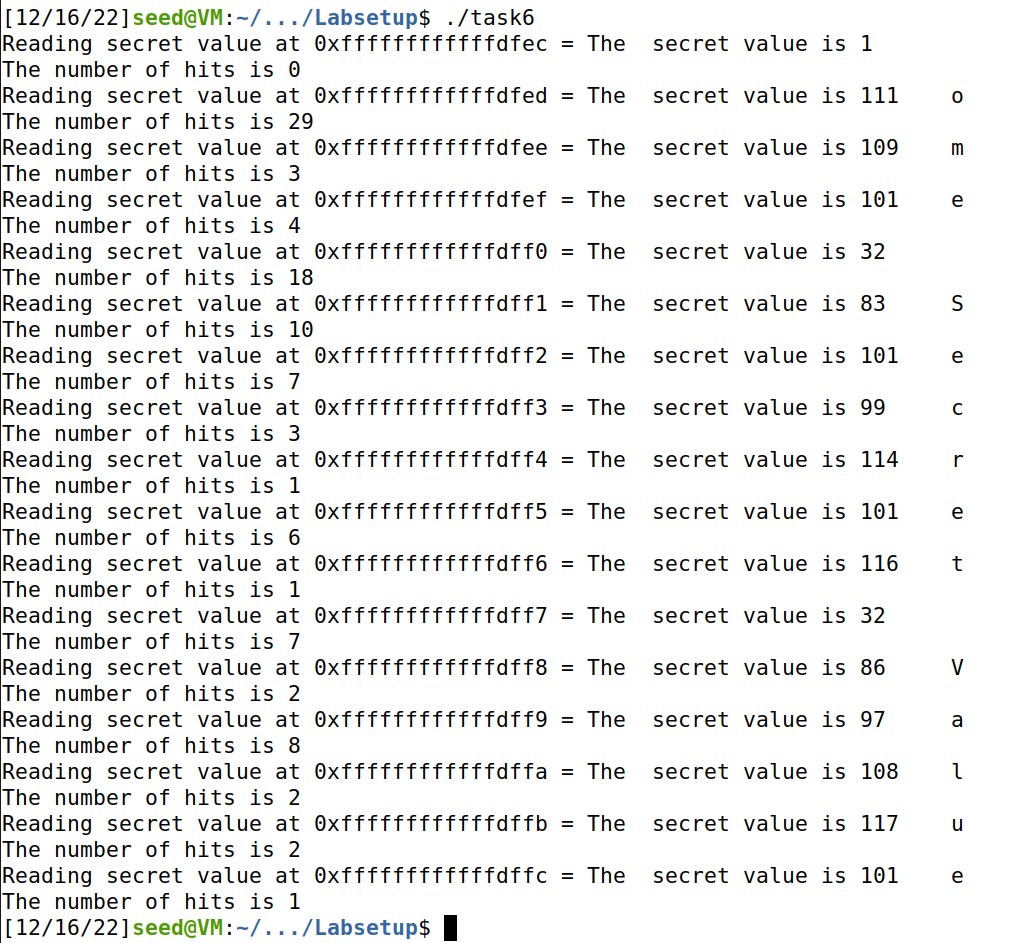 [12/16/22]seed@VM:~/.../Labsetup$ ./task6
Reading secret value at 0xffffffffffffdfec = The  secret value is 1
The number of hits is 0
Reading secret value at 0xffffffffffffdfed = The  secret value is 111    o
The number of hits is 29
Reading secret value at 0xffffffffffffdfee = The  secret value is 109    m
The number of hits is 3
Reading secret value at 0xffffffffffffdfef = The  secret value is 101    e
The number of hits is 4
Reading secret value at 0xffffffffffffdff0 = The  secret value is 32
The number of hits is 18
Reading secret value at 0xffffffffffffdff1 = The  secret value is 83     S
The number of hits is 10
Reading secret value at 0xffffffffffffdff2 = The  secret value is 101    e
The number of hits is 7
Reading secret value at 0xffffffffffffdff3 = The  secret value is 99     c
The number of hits is 3
Reading secret value at 0xffffffffffffdff4 = The  secret value is 114    r
The number of hits is 1
Reading secret value at 0xffffffffffffdff5 = The  secret value is 101    e
The number of hits is 6
Reading secret value at 0xffffffffffffdff6 = The  secret value is 116    t
The number of hits is 1
Reading secret value at 0xffffffffffffdff7 = The  secret value is 32
The number of hits is 7
Reading secret value at 0xffffffffffffdff8 = The  secret value is 86     V
The number of hits is 2
Reading secret value at 0xffffffffffffdff9 = The  secret value is 97     a
The number of hits is 8
Reading secret value at 0xffffffffffffdffa = The  secret value is 108    l
The number of hits is 2
Reading secret value at 0xffffffffffffdffb = The  secret value is 117    u
The number of hits is 2
Reading secret value at 0xffffffffffffdffc = The  secret value is 101    e
The number of hits is 1
[12/16/22]seed@VM:~/.../Labsetup$